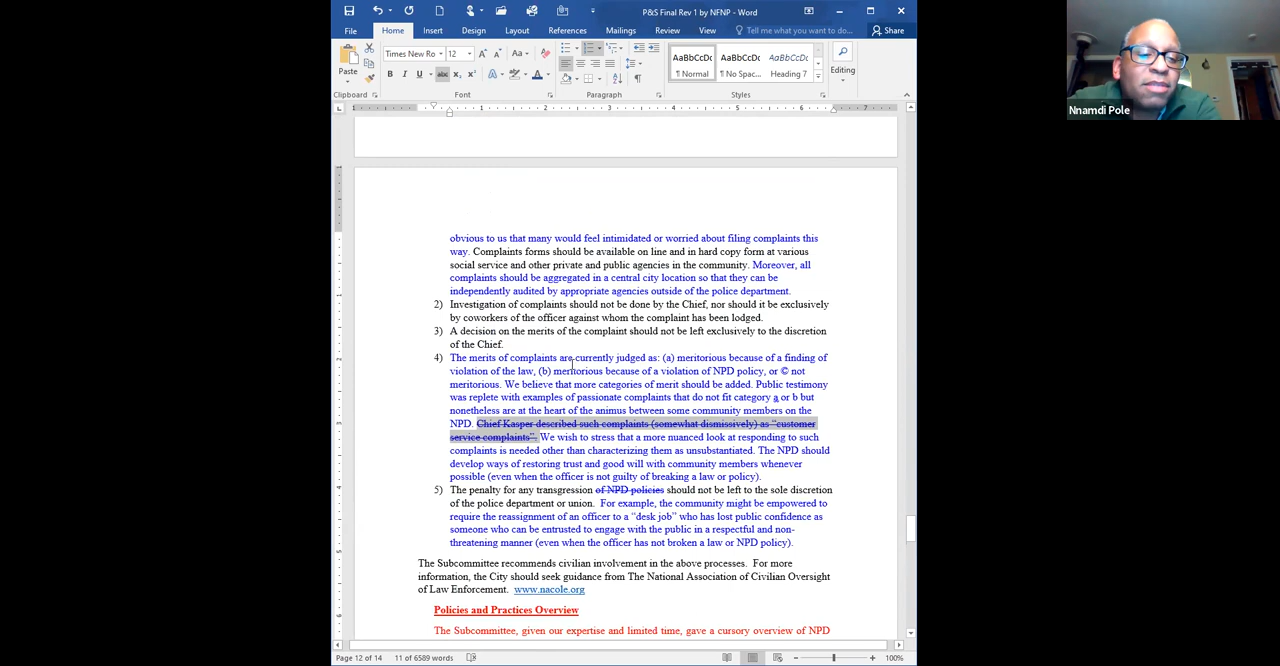 P&S Final Rev 1 by NFNP - Word
File Home Insert Draw Design Layout References Mailings Review View Tell me what you want to do... Share
Times New Ro 12 Aa
Paste
B I U abc x₂ x² A A
AaBbCcDc AaBbCcDc AaBbCcDc
¶ Normal ¶ No Spac... Heading 7
Editing
Clipboard Font Paragraph Styles
1 1 2 3 4 5 6 7
Nnamdi Pole
obvious to us that many would feel intimidated or worried about filing complaints this
way. Complaints forms should be available on line and in hard copy form at various
social service and other private and public agencies in the community. Moreover, all
complaints should be aggregated in a central city location so that they can be
independently audited by appropriate agencies outside of the police department.
2) Investigation of complaints should not be done by the Chief, nor should it be exclusively
by coworkers of the officer against whom the complaint has been lodged.
3) A decision on the merits of the complaint should not be left exclusively to the discretion
of the Chief.
4) The merits of complaints are currently judged as: (a) meritorious because of a finding of
violation of the law, (b) meritorious because of a violation of NPD policy, or © not
meritorious. We believe that more categories of merit should be added. Public testimony
was replete with examples of passionate complaints that do not fit category a or b but
nonetheless are at the heart of the animus between some community members on the
NPD. Chief Kasper described such complaints (somewhat dismissively) as "customer
service complaints". We wish to stress that a more nuanced look at responding to such
complaints is needed other than characterizing them as unsubstantiated. The NPD should
develop ways of restoring trust and good will with community members whenever
possible (even when the officer is not guilty of breaking a law or policy).
5) The penalty for any transgression of NPD policies should not be left to the sole discretion
of the police department or union. For example, the community might be empowered to
require the reassignment of an officer to a "desk job" who has lost public confidence as
someone who can be entrusted to engage with the public in a respectful and non-
threatening manner (even when the officer has not broken a law or NPD policy).
The Subcommittee recommends civilian involvement in the above processes. For more
information, the City should seek guidance from The National Association of Civilian Oversight
of Law Enforcement. www.nacole.org
Policies and Practices Overview
The Subcommittee, given our expertise and limited time, gave a cursory overview of NPD
Page 12 of 14 11 of 6589 words 100%